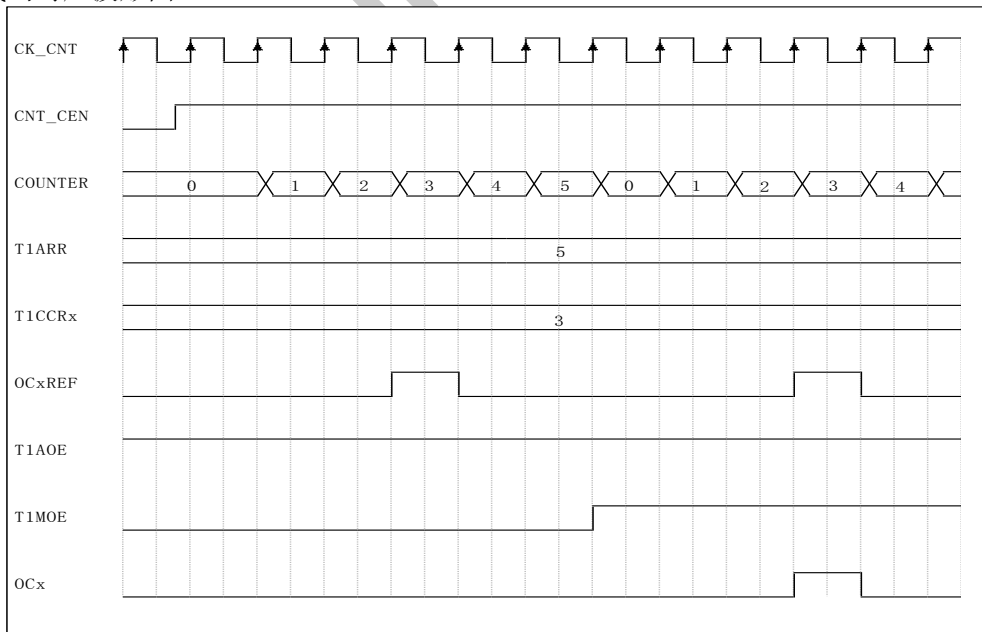 CK_CNT
CNT_CEN
COUNTER 0 1 2 3 4 5 0 1 2 3 4
T1ARR 5
T1CCRx 3
OCxREF
T1AOE
T1MOE
OCx